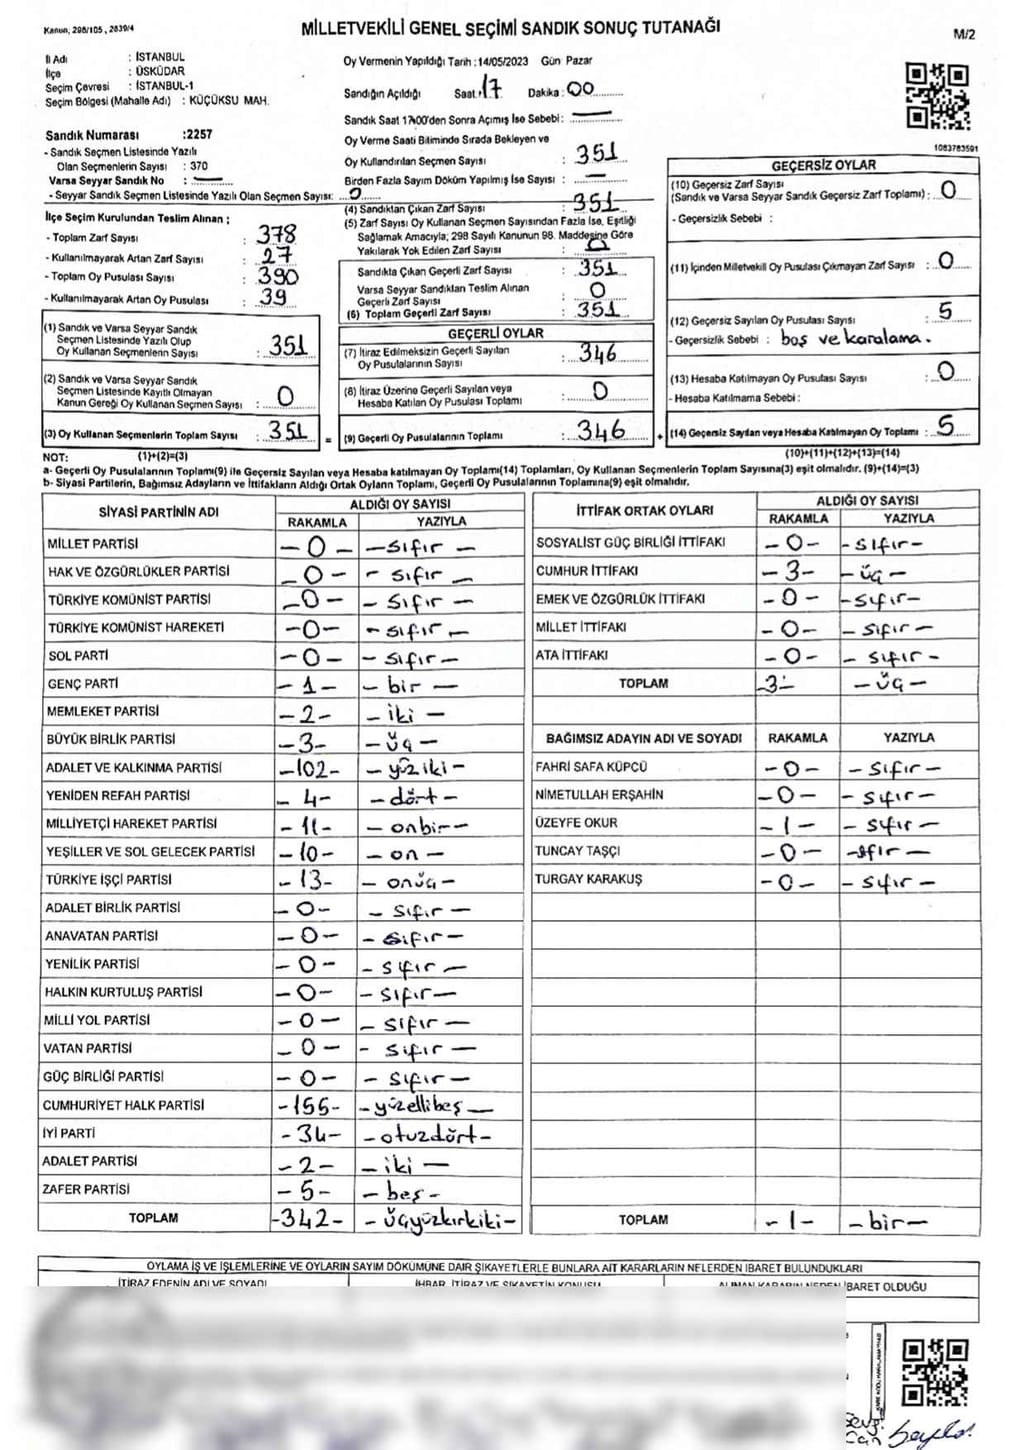 Kanun, 298/105 , 2839/4
MİLLETVEKİLİ GENEL SEÇİMİ SANDIK SONUÇ TUTANAĞI
M/2
İl Adı : İSTANBUL
İlçe : ÜSKÜDAR
Seçim Çevresi : İSTANBUL-1
Seçim Bölgesi (Mahalle Adı) : KÜÇÜKSU MAH.
Sandık Numarası :2257
- Sandık Seçmen Listesinde Yazılı
Olan Seçmenlerin Sayısı : 370
Varsa Seyyar Sandık No : —
- Seyyar Sandık Seçmen Listesinde Yazılı Olan Seçmen Sayısı: 0
İlçe Seçim Kurulundan Teslim Alınan ;
- Toplam Zarf Sayısı : 378
- Kullanılmayarak Artan Zarf Sayısı : 27
- Toplam Oy Pusulası Sayısı : 390
- Kullanılmayarak Artan Oy Pusulası : 39
(1) Sandık ve Varsa Seyyar Sandık
Seçmen Listesinde Yazılı Olup
Oy Kullanan Seçmenlerin Sayısı : 351
(2) Sandık ve Varsa Seyyar Sandık
Seçmen Listesinde Kayıtlı Olmayan
Kanun Gereği Oy Kullanan Seçmen Sayısı : 0
(3) Oy Kullanan Seçmenlerin Toplam Sayısı : 351
Oy Vermenin Yapıldığı Tarih :14/05/2023 Gün Pazar
Sandığın Açıldığı Saat : 17 Dakika : 00
Sandık Saat 17:00'den Sonra Açımış İse Sebebi: —
Oy Verme Saati Bitiminde Sırada Bekleyen ve
Oy Kullandırılan Seçmen Sayısı : 351
Birden Fazla Sayım Döküm Yapılmış İse Sayısı : —
(4) Sandıktan Çıkan Zarf Sayısı : 351
(5) Zarf Sayısı Oy Kullanan Seçmen Sayısından Fazla İse, Eşitliği
Sağlamak Amacıyla; 298 Sayılı Kanunun 98. Maddesine Göre
Yakılarak Yok Edilen Zarf Sayısı : 0
Sandıkta Çıkan Geçerli Zarf Sayısı : 351
Varsa Seyyar Sandıktan Teslim Alınan
Geçerli Zarf Sayısı : 0
(6) Toplam Geçerli Zarf Sayısı : 351
GEÇERLİ OYLAR
(7) İtiraz Edilmeksizin Geçerli Sayılan
Oy Pusulalarının Sayısı : 346
(8) İtiraz Üzerine Geçerli Sayılan veya
Hesaba Katılan Oy Pusulası Toplamı : 0
= (9) Geçerli Oy Pusulalarının Toplamı : 346
1083783591
GEÇERSİZ OYLAR
(10) Geçersiz Zarf Sayısı
(Sandık ve Varsa Seyyar Sandık Geçersiz Zarf Toplamı) : 0
- Geçersizlik Sebebi :
(11) İçinden Milletvekili Oy Pusulası Çıkmayan Zarf Sayısı : 0
(12) Geçersiz Sayılan Oy Pusulası Sayısı : 5
- Geçersizlik Sebebi : boş ve karalama.
(13) Hesaba Katılmayan Oy Pusulası Sayısı : 0
- Hesaba Katılmama Sebebi :
+ (14) Geçersiz Sayılan veya Hesaba Katılmayan Oy Toplamı : 5
NOT: (1)+(2)=(3) (10)+(11)+(12)+(13)=(14)
a- Geçerli Oy Pusulalarının Toplamı(9) ile Geçersiz Sayılan veya Hesaba katılmayan Oy Toplamı(14) Toplamları, Oy Kullanan Seçmenlerin Toplam Sayısına(3) eşit olmalıdır. (9)+(14)=(3)
b- Siyasi Partilerin, Bağımsız Adayların ve İttifakların Aldığı Ortak Oyların Toplamı, Geçerli Oy Pusulalarının Toplamına(9) eşit olmalıdır.
SİYASİ PARTİNİN ADI ALDIĞI OY SAYISI
RAKAMLA YAZIYLA
MİLLET PARTİSİ -0- -sıfır-
HAK VE ÖZGÜRLÜKLER PARTİSİ -0- -sıfır-
TÜRKİYE KOMÜNİST PARTİSİ -0- -sıfır-
TÜRKİYE KOMÜNİST HAREKETİ -0- -sıfır-
SOL PARTİ -0- -sıfır-
GENÇ PARTİ -1- -bir-
MEMLEKET PARTİSİ -2- -iki-
BÜYÜK BİRLİK PARTİSİ -3- -üç-
ADALET VE KALKINMA PARTİSİ -102- -yüziki-
YENİDEN REFAH PARTİSİ -4- -dört-
MİLLİYETÇİ HAREKET PARTİSİ -11- -onbir-
YEŞİLLER VE SOL GELECEK PARTİSİ -10- -on-
TÜRKİYE İŞÇİ PARTİSİ -13- -onüç-
ADALET BİRLİK PARTİSİ -0- -sıfır-
ANAVATAN PARTİSİ -0- -sıfır-
YENİLİK PARTİSİ -0- -sıfır-
HALKIN KURTULUŞ PARTİSİ -0- -sıfır-
MİLLİ YOL PARTİSİ -0- -sıfır-
VATAN PARTİSİ -0- -sıfır-
GÜÇ BİRLİĞİ PARTİSİ -0- -sıfır-
CUMHURİYET HALK PARTİSİ -155- -yüzellibeş-
İYİ PARTİ -34- -otuzdört-
ADALET PARTİSİ -2- -iki-
ZAFER PARTİSİ -5- -beş-
TOPLAM -342- -üçyüzkırkiki-
İTTİFAK ORTAK OYLARI ALDIĞI OY SAYISI
RAKAMLA YAZIYLA
SOSYALİST GÜÇ BİRLİĞİ İTTİFAKI -0- -sıfır-
CUMHUR İTTİFAKI -3- -üç-
EMEK VE ÖZGÜRLÜK İTTİFAKI -0- -sıfır-
MİLLET İTTİFAKI -0- -sıfır-
ATA İTTİFAKI -0- -sıfır-
TOPLAM -3- -üç-
BAĞIMSIZ ADAYIN ADI VE SOYADI RAKAMLA YAZIYLA
FAHRİ SAFA KÜPCÜ -0- -sıfır-
NİMETULLAH ERŞAHİN -0- -sıfır-
ÜZEYFE OKUR -1- -sıfır-
TUNCAY TAŞÇI -0- -sıfır-
TURGAY KARAKUŞ -0- -sıfır-
TOPLAM -1- -bir-
OYLAMA İŞ VE İŞLEMLERİNE VE OYLARIN SAYIM DÖKÜMÜNE DAİR ŞİKAYETLERLE BUNLARA AİT KARARLARIN NELERDEN İBARET BULUNDUKLARI
İTİRAZ EDENİN ADI VE SOYADI İHBAR, İTİRAZ VE ŞİKAYETİN KONUSU ALINAN KARARIN NEDEN İBARET OLDUĞU